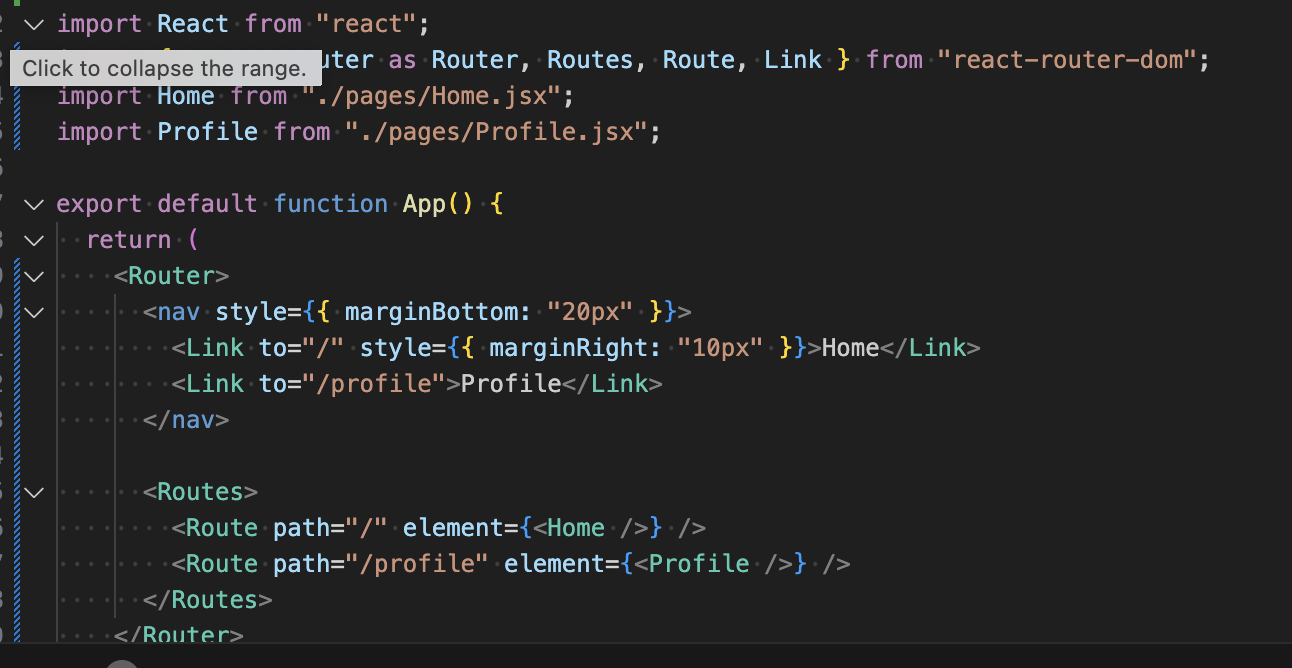 import React from "react";
Click to collapse the range.
uter as Router, Routes, Route, Link } from "react-router-dom";
import Home from "./pages/Home.jsx";
import Profile from "./pages/Profile.jsx";
export default function App() {
return (
<Router>
<nav style={{ marginBottom: "20px" }}>
<Link to="/" style={{ marginRight: "10px" }}>Home</Link>
<Link to="/profile">Profile</Link>
</nav>
<Routes>
<Route path="/" element={<Home />} />
<Route path="/profile" element={<Profile />} />
</Routes>
</Router>